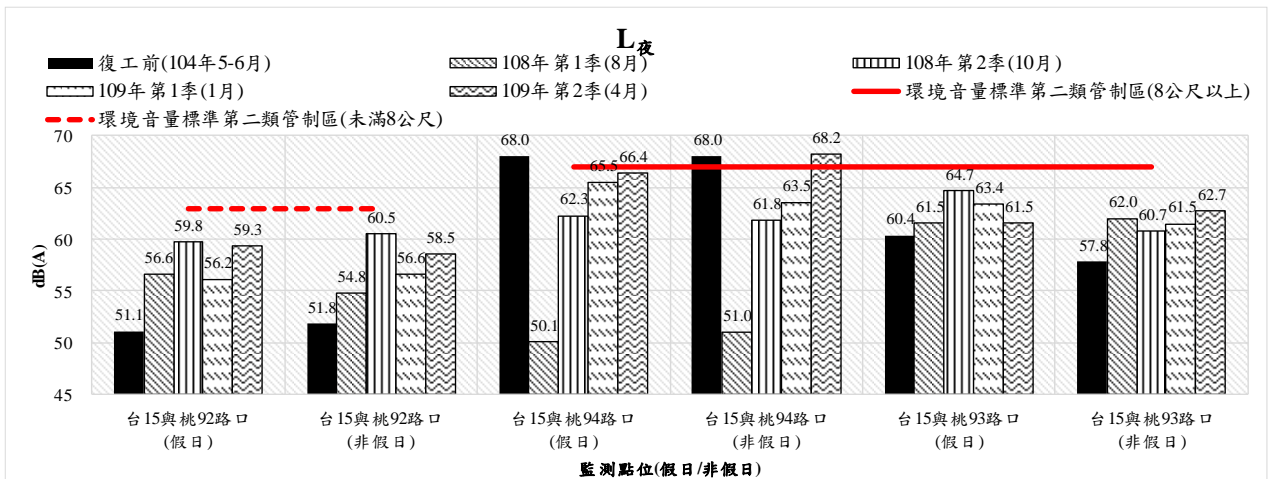 L夜
復工前(104年5-6月)
108年第1季(8月)
108年第2季(10月)
109年第1季(1月)
109年第2季(4月)
環境音量標準第二類管制區(8公尺以上)
環境音量標準第二類管制區(未滿8公尺)
dB(A)
70
65
60
55
50
45
51.1 56.6 59.8 56.2 59.3
51.8 54.8 60.5 56.6 58.5
68.0 50.1 62.3 65.5 66.4
68.0 51.0 61.8 63.5 68.2
60.4 61.5 64.7 63.4 61.5
57.8 62.0 60.7 61.5 62.7
台15與桃92路口
(假日)
台15與桃92路口
(非假日)
台15與桃94路口
(假日)
台15與桃94路口
(非假日)
台15與桃93路口
(假日)
台15與桃93路口
(非假日)
監測點位(假日/非假日)